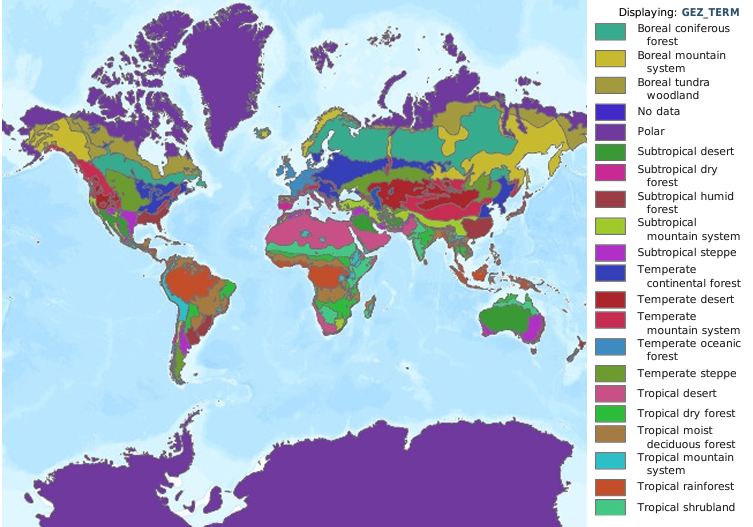 Displaying: GEZ_TERM
Boreal coniferous
forest
Boreal mountain
system
Boreal tundra
woodland
No data
Polar
Subtropical desert
Subtropical dry
forest
Subtropical humid
forest
Subtropical
mountain system
Subtropical steppe
Temperate
continental forest
Temperate desert
Temperate
mountain system
Temperate oceanic
forest
Temperate steppe
Tropical desert
Tropical dry forest
Tropical moist
deciduous forest
Tropical mountain
system
Tropical rainforest
Tropical shrubland